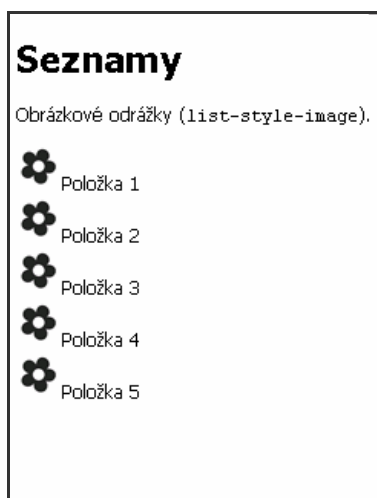 Seznamy
Obrázkové odrážky (list-style-image).
Položka 1
Položka 2
Položka 3
Položka 4
Položka 5